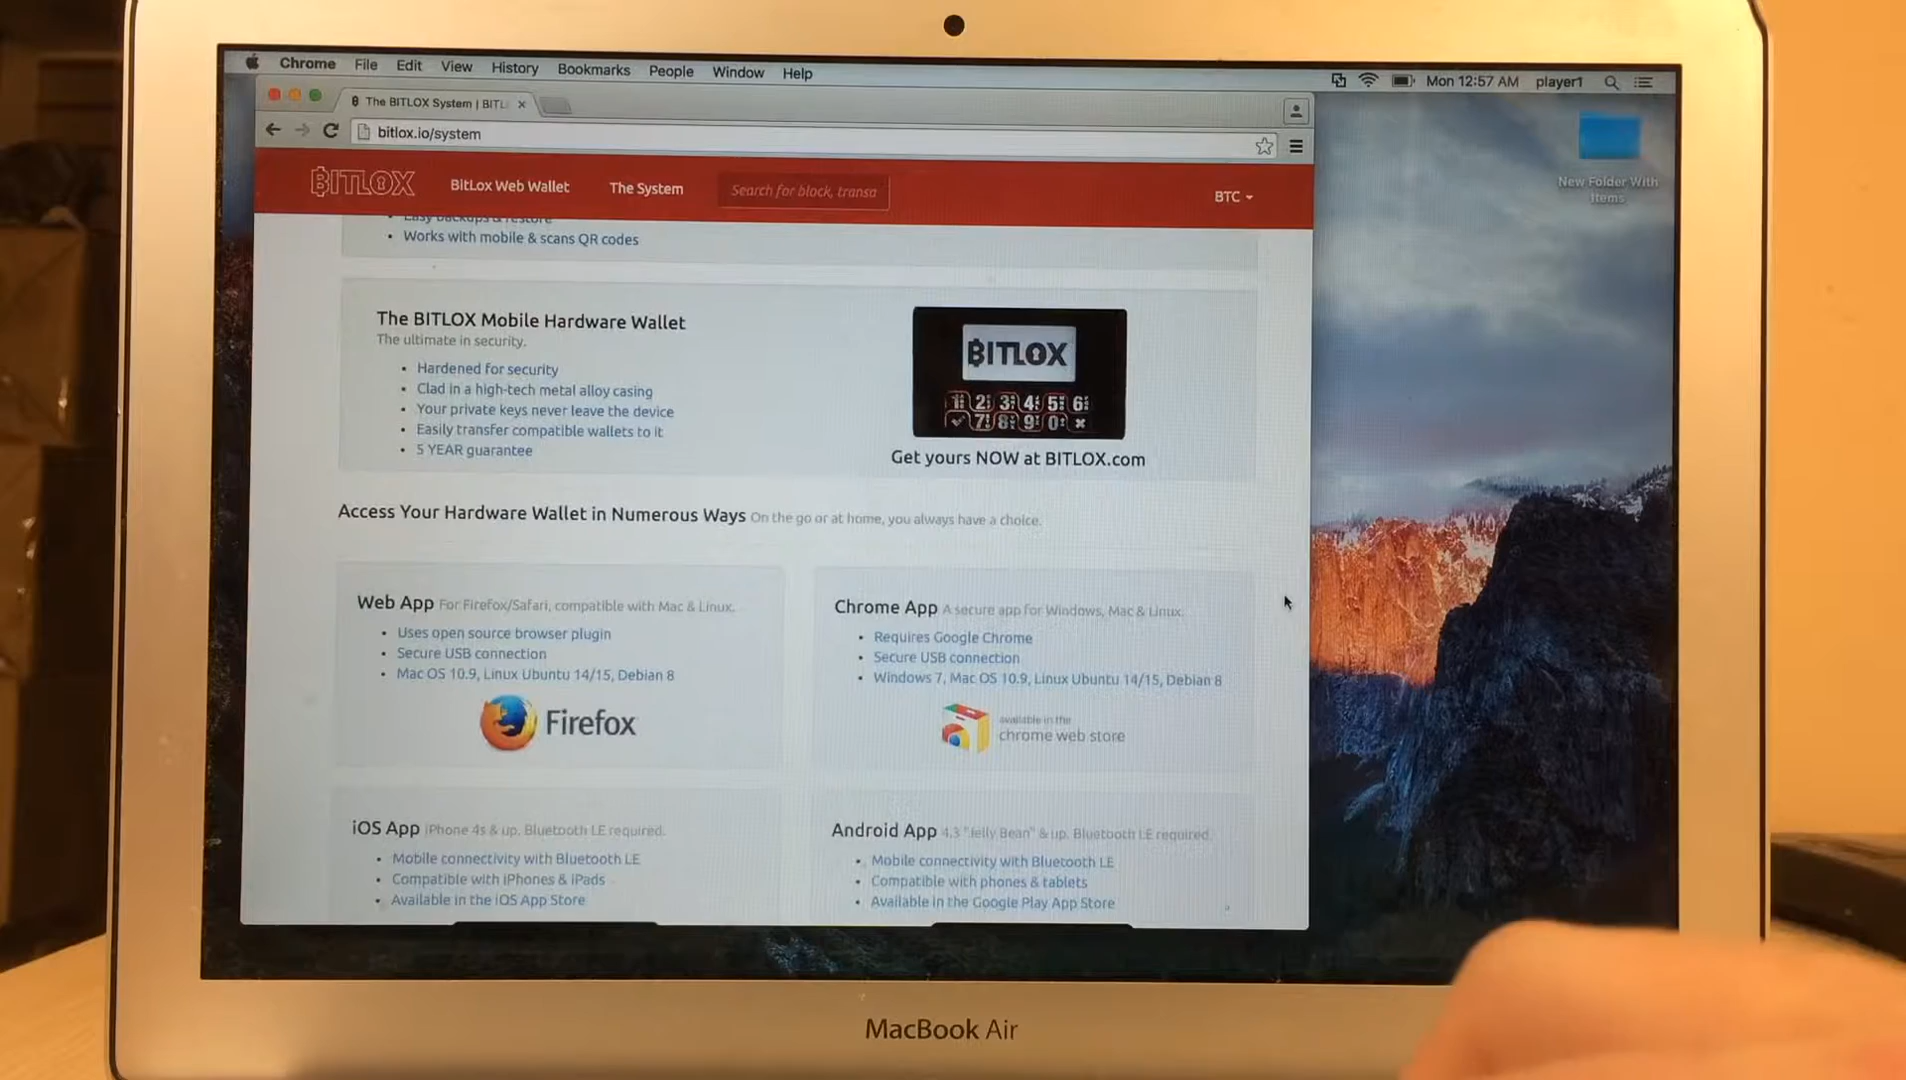 Chrome File Edit View History Bookmarks People Window Help Mon 12:57 AM player1
The BITLOX System | BITL
bitlox.io/system
BITLOX BitLox Web Wallet The System Search for block, transa BTC
New Folder With
Items
Easy backups & restore
Works with mobile & scans QR codes
The BITLOX Mobile Hardware Wallet
The ultimate in security.
Hardened for security
Clad in a high-tech metal alloy casing
Your private keys never leave the device
Easily transfer compatible wallets to it
5 YEAR guarantee
BITLOX
1 2 3 4 5 6
7 8 9 0
Get yours NOW at BITLOX.com
Access Your Hardware Wallet in Numerous Ways On the go or at home, you always have a choice.
Web App For Firefox/Safari, compatible with Mac & Linux.
Uses open source browser plugin
Secure USB connection
Mac OS 10.9, Linux Ubuntu 14/15, Debian 8
Firefox
Chrome App A secure app for Windows, Mac & Linux.
Requires Google Chrome
Secure USB connection
Windows 7, Mac OS 10.9, Linux Ubuntu 14/15, Debian 8
available in the
chrome web store
iOS App iPhone 4s & up. Bluetooth LE required.
Mobile connectivity with Bluetooth LE
Compatible with iPhones & iPads
Available in the iOS App Store
Android App 4.3 "Jelly Bean" & up. Bluetooth LE required.
Mobile connectivity with Bluetooth LE
Compatible with phones & tablets
Available in the Google Play App Store
MacBook Air